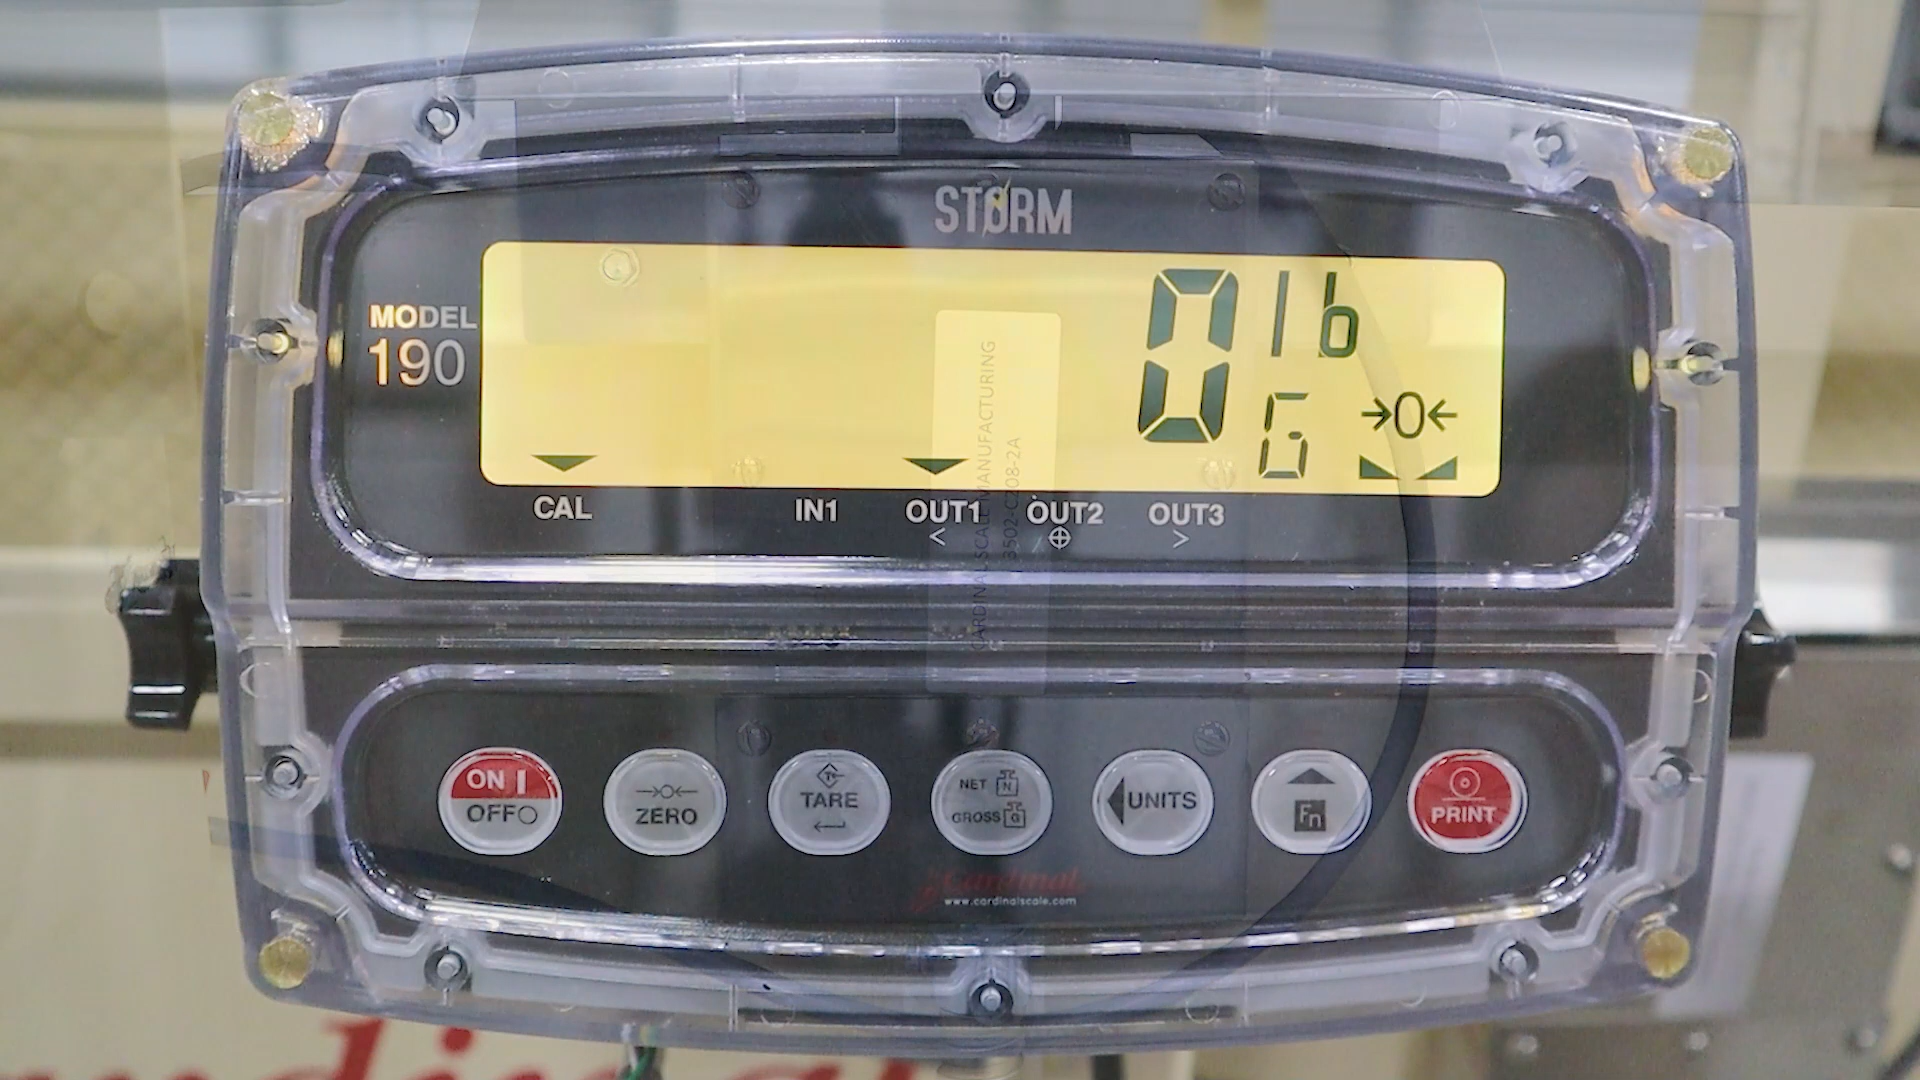 STORM
MODEL
190
0 lb
G →0←
CAL IN1 OUT1 OUT2 OUT3
CARDINAL SCALE MANUFACTURING
ON
OFF
ZERO
TARE
NET N
GROSS G
UNITS
Fn
PRINT
Cardinal
www.cardinalscale.com